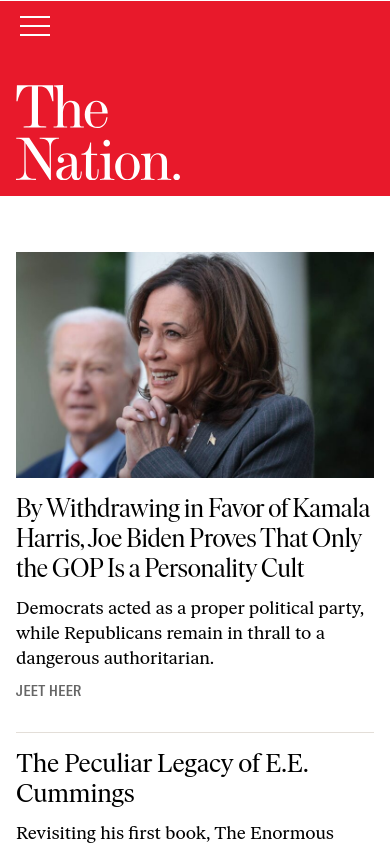 The
Nation.
By Withdrawing in Favor of Kamala
Harris, Joe Biden Proves That Only
the GOP Is a Personality Cult
Democrats acted as a proper political party,
while Republicans remain in thrall to a
dangerous authoritarian.
JEET HEER
The Peculiar Legacy of E.E.
Cummings
Revisiting his first book, The Enormous